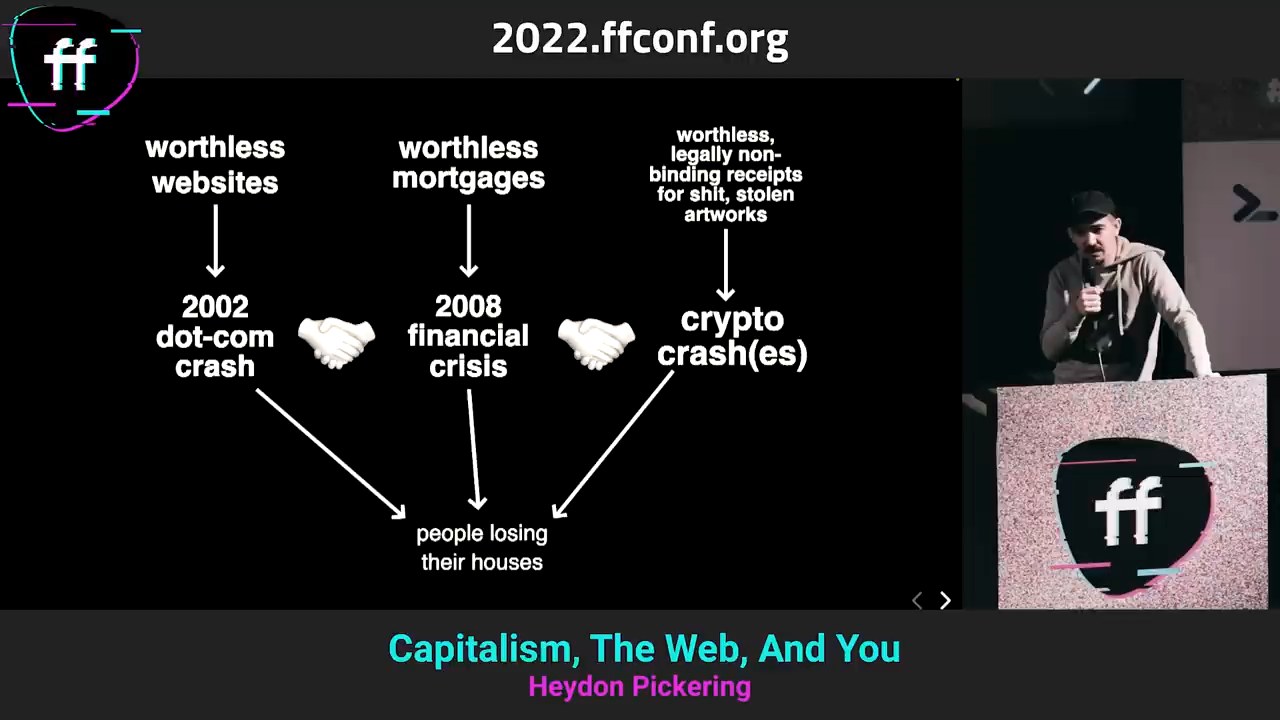 2022.ffconf.org
ff
worthless
websites
worthless
mortgages
worthless,
legally non-
binding receipts
for shit, stolen
artworks
2002
dot-com
crash
2008
financial
crisis
crypto
crash(es)
people losing
their houses
ff
Capitalism, The Web, And You
Heydon Pickering